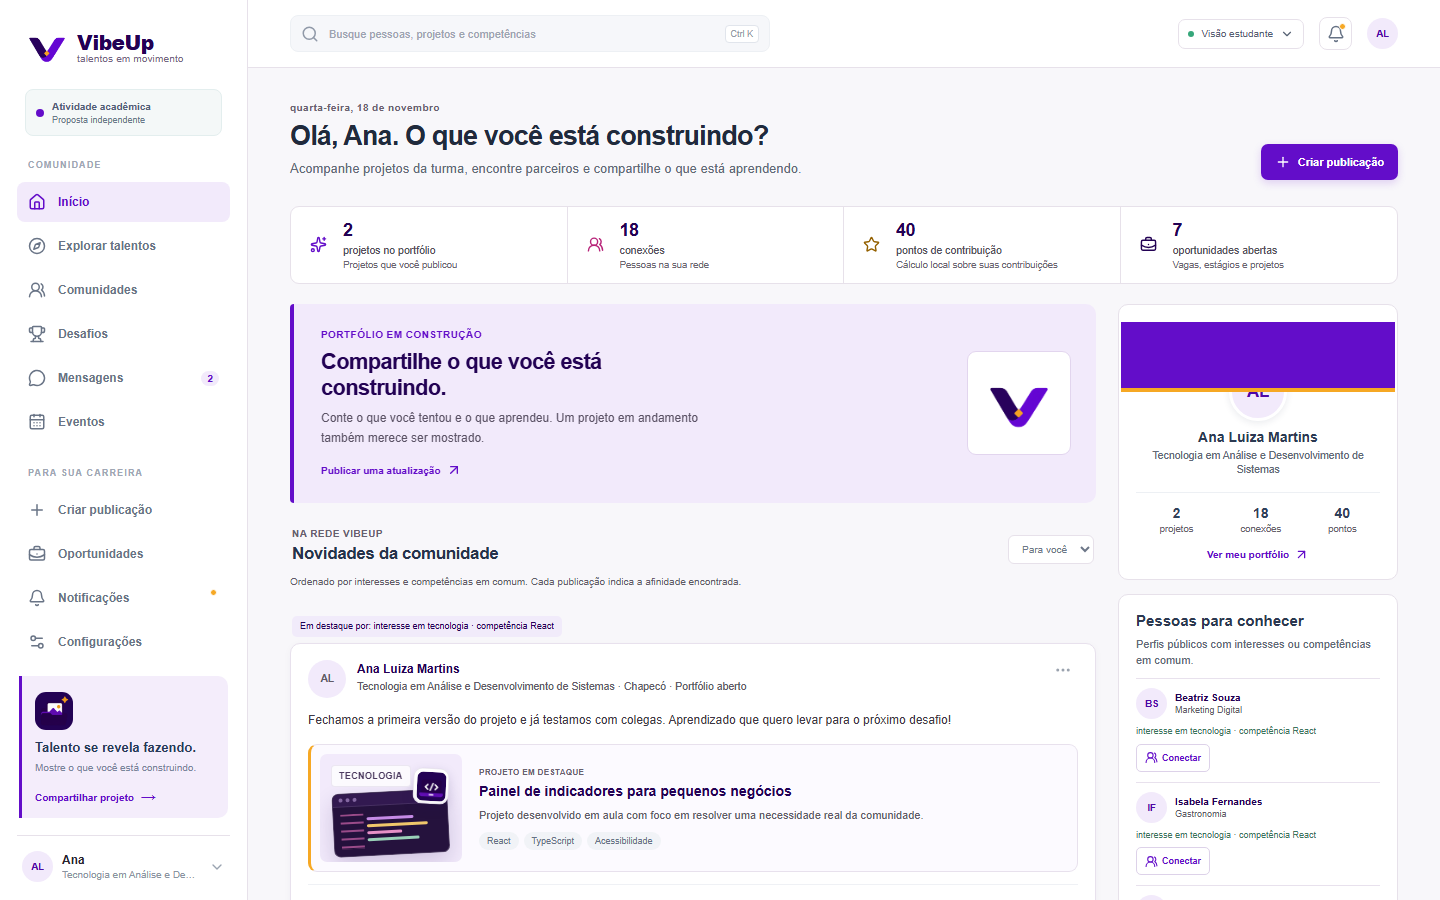 VibeUp
talentos em movimento
Atividade acadêmica
Proposta independente
COMUNIDADE
Início
Explorar talentos
Comunidades
Desafios
Mensagens 2
Eventos
PARA SUA CARREIRA
Criar publicação
Oportunidades
Notificações
Configurações
Talento se revela fazendo.
Mostre o que você está construindo.
Compartilhar projeto →
AL
Ana
Tecnologia em Análise e De...
Busque pessoas, projetos e competências
Ctrl K
Visão estudante
AL
quarta-feira, 18 de novembro
Olá, Ana. O que você está construindo?
Acompanhe projetos da turma, encontre parceiros e compartilhe o que está aprendendo.
Criar publicação
2
projetos no portfólio
Projetos que você publicou
18
conexões
Pessoas na sua rede
40
pontos de contribuição
Cálculo local sobre suas contribuições
7
oportunidades abertas
Vagas, estágios e projetos
PORTFÓLIO EM CONSTRUÇÃO
Compartilhe o que você está
construindo.
Conte o que você tentou e o que aprendeu. Um projeto em andamento
também merece ser mostrado.
Publicar uma atualização
NA REDE VIBEUP
Novidades da comunidade
Para você
Ordenado por interesses e competências em comum. Cada publicação indica a afinidade encontrada.
Em destaque por: interesse em tecnologia · competência React
AL
Ana Luiza Martins
Tecnologia em Análise e Desenvolvimento de Sistemas · Chapecó · Portfólio aberto
Fechamos a primeira versão do projeto e já testamos com colegas. Aprendizado que quero levar para o próximo desafio!
TECNOLOGIA
PROJETO EM DESTAQUE
Painel de indicadores para pequenos negócios
Projeto desenvolvido em aula com foco em resolver uma necessidade real da comunidade.
React TypeScript Acessibilidade
AL
Ana Luiza Martins
Tecnologia em Análise e Desenvolvimento de
Sistemas
2 18 40
projetos conexões pontos
Ver meu portfólio
Pessoas para conhecer
Perfis públicos com interesses ou competências
em comum.
BS
Beatriz Souza
Marketing Digital
interesse em tecnologia · competência React
Conectar
IF
Isabela Fernandes
Gastronomia
interesse em tecnologia · competência React
Conectar